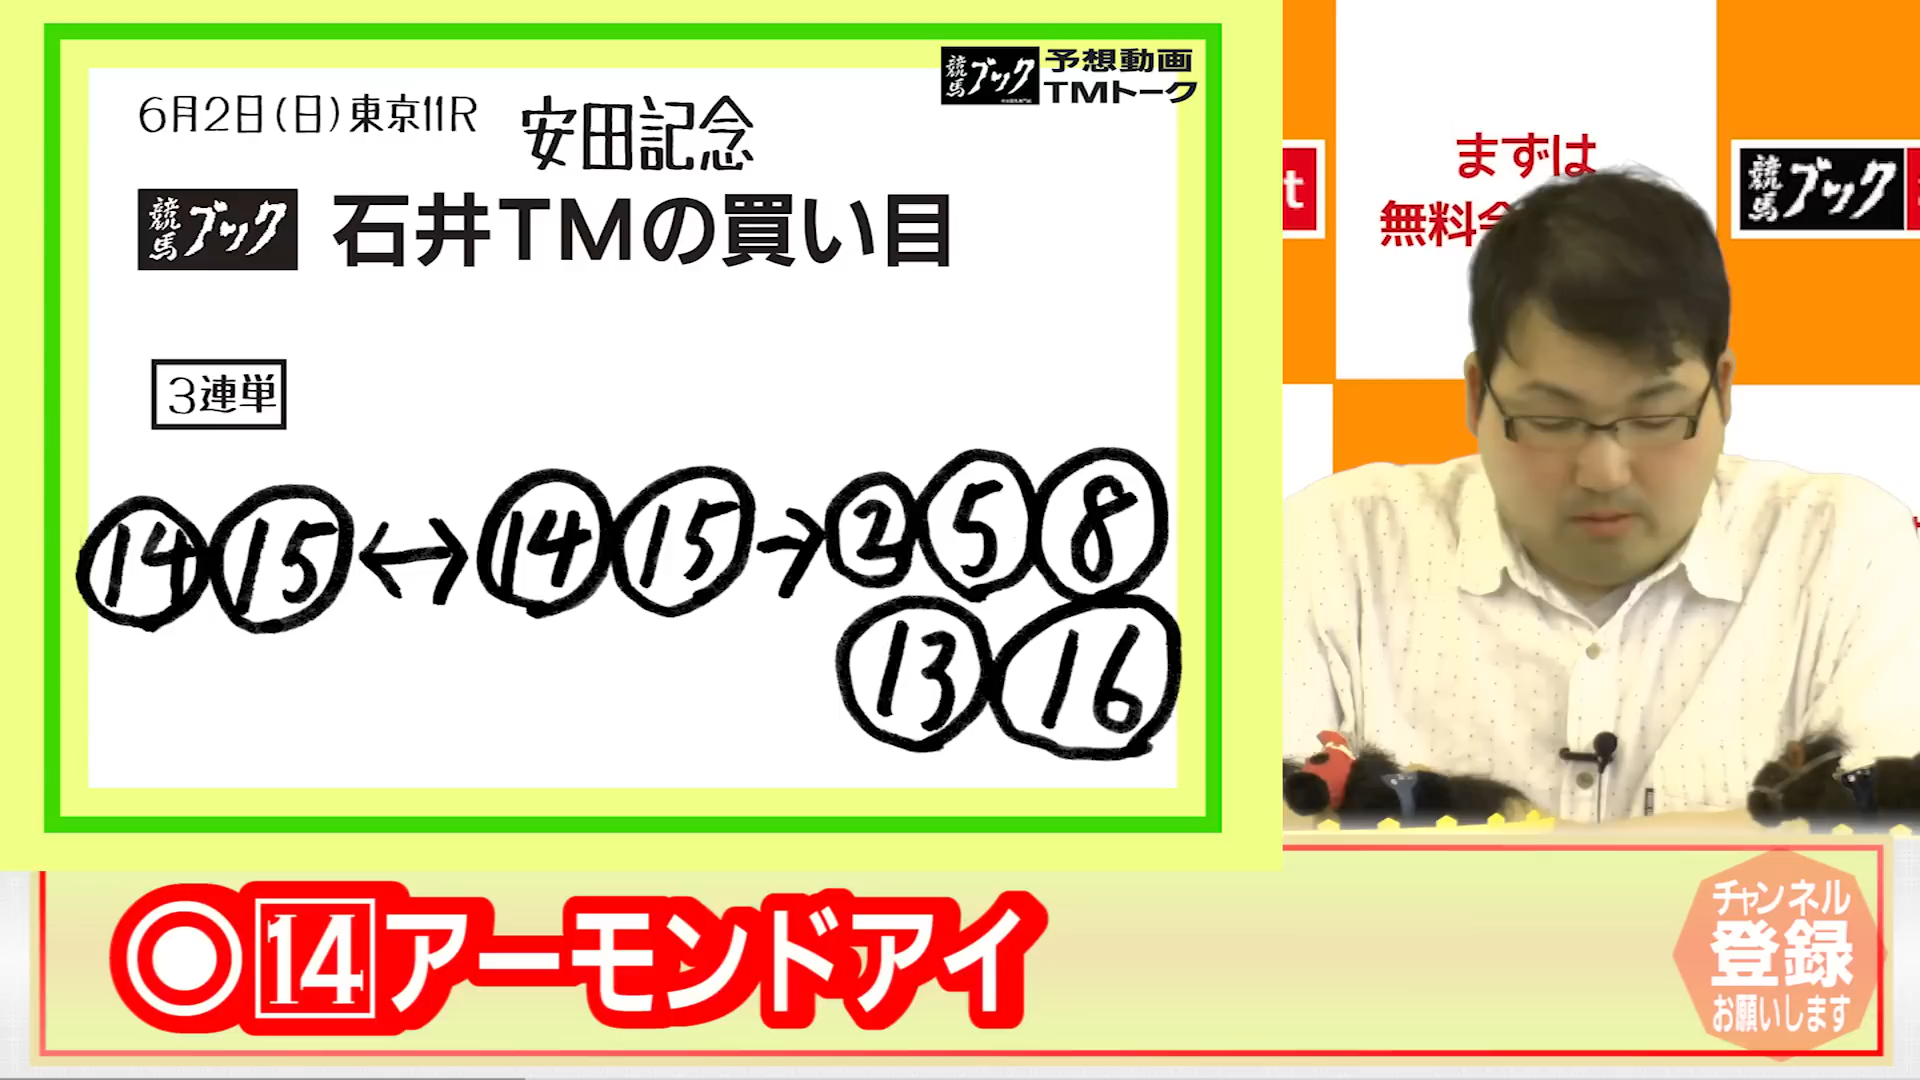 競馬ブック 予想動画
TMトーク
6月2日(日)東京11R 安田記念
競馬ブック 石井TMの買い目
3連単
14 15 ↔ 14 15 → 2 5 8
13 16
t
まずは
無料会
競馬ブック
◎14アーモンドアイ
チャンネル
登録
お願いします